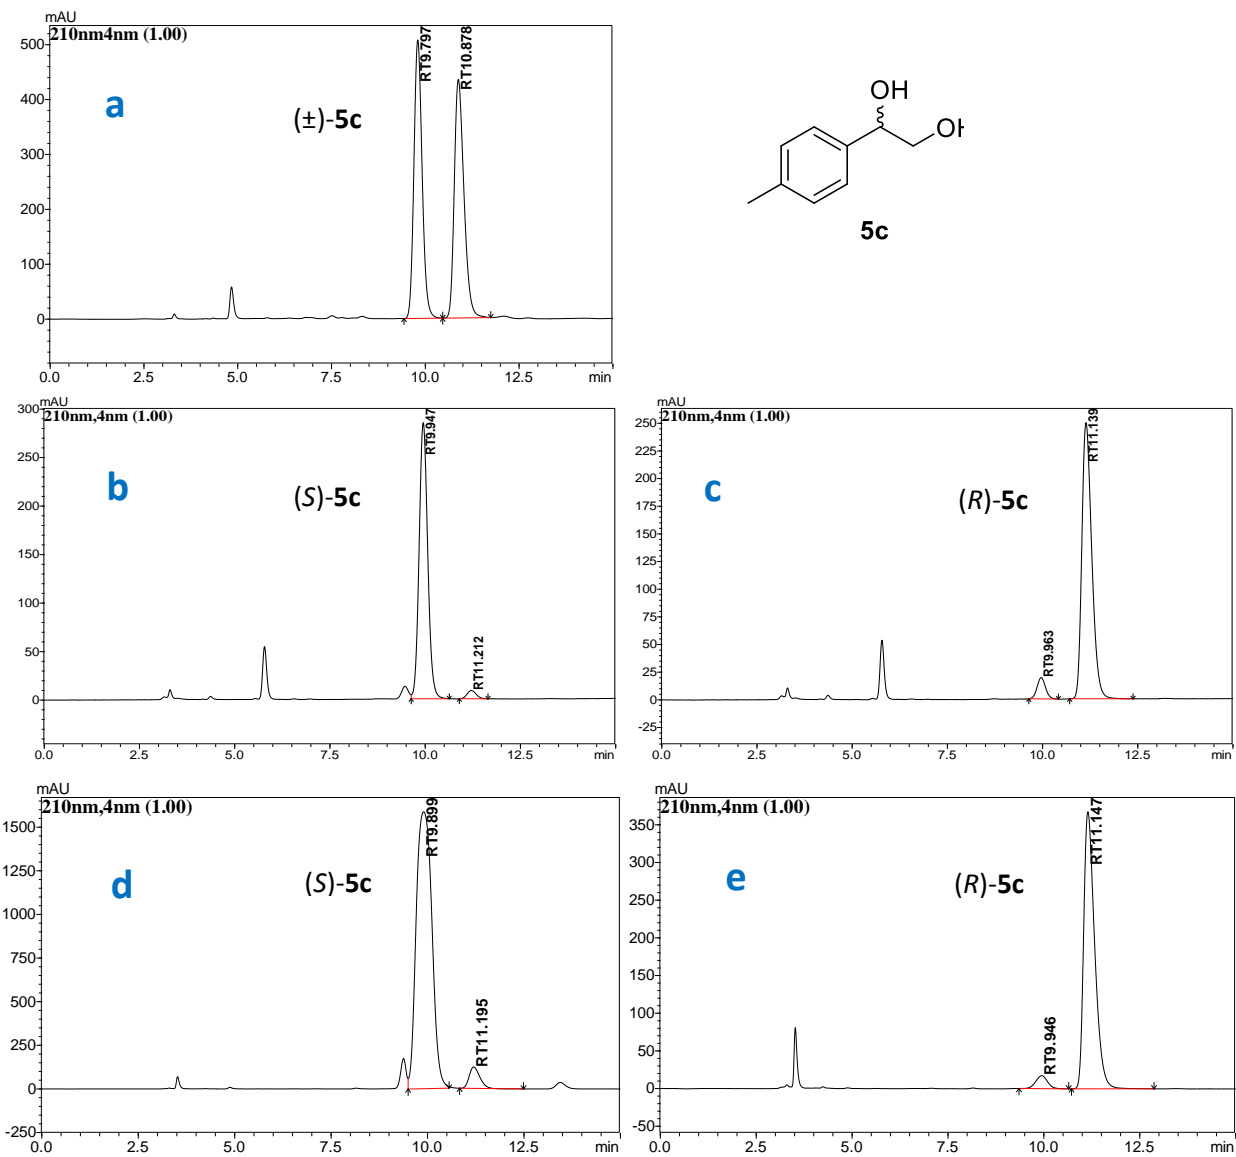 mAU
210nm4nm (1.00)
500
400
300
200
100
0
a
(±)-5c
RT9.797
RT10.878
0.0 2.5 5.0 7.5 10.0 12.5 min
OH
OH
5c
mAU
210nm,4nm (1.00)
300
250
200
150
100
50
0
b
(S)-5c
RT9.947
RT11.212
0.0 2.5 5.0 7.5 10.0 12.5 min
mAU
210nm,4nm (1.00)
250
225
200
175
150
125
100
75
50
25
0
-25
c
(R)-5c
RT9.963
RT11.139
0.0 2.5 5.0 7.5 10.0 12.5 min
mAU
210nm,4nm (1.00)
1500
1250
1000
750
500
250
0
-250
d
(S)-5c
RT9.899
RT11.195
0.0 2.5 5.0 7.5 10.0 12.5 min
mAU
210nm,4nm (1.00)
350
300
250
200
150
100
50
0
-50
e
(R)-5c
RT9.946
RT11.147
0.0 2.5 5.0 7.5 10.0 12.5 min